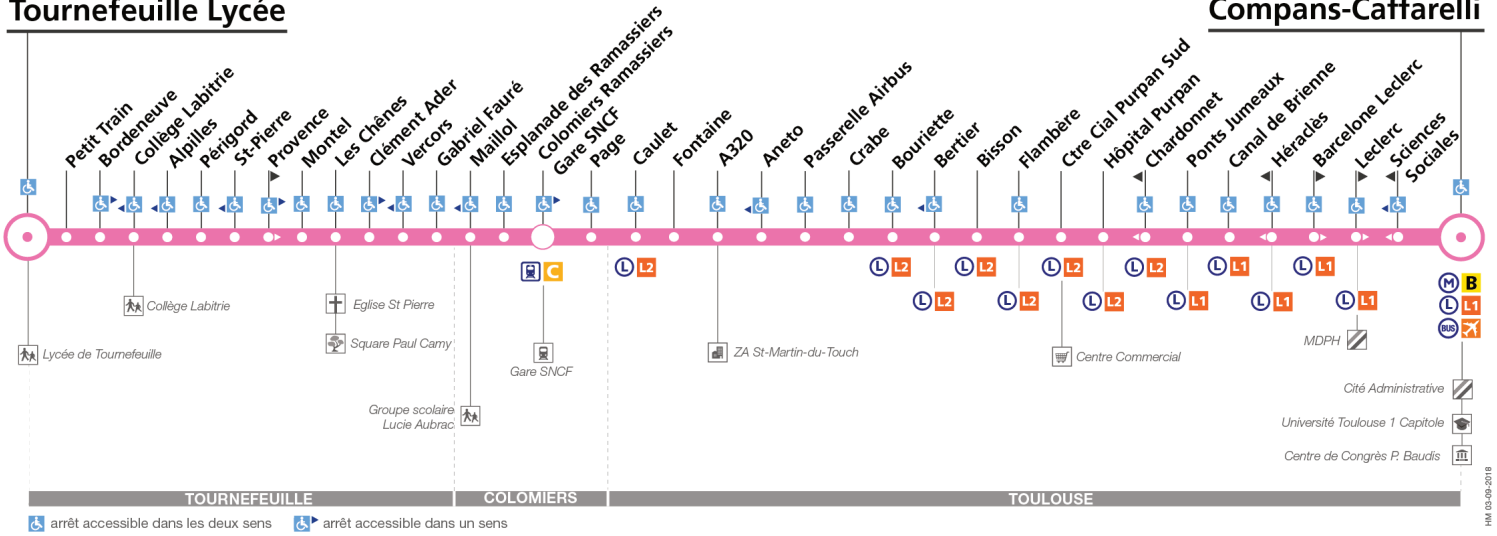 Tournefeuille Lycée
Compans-Caffarelli
Petit Train
Bordeneuve
Collège Labitrie
Alpilles
Périgord
St-Pierre
Provence
Montel
Les Chênes
Clément Ader
Vercors
Gabriel Fauré
Maillol
Esplanade des Ramassiers
Colomiers Ramassiers
Gare SNCF
Page
Caulet
Fontaine
A320
Aneto
Passerelle Airbus
Crabe
Bouriette
Bertier
Bisson
Flambère
Ctre Cial Purpan Sud
Hôpital Purpan
Chardonnet
Ponts Jumeaux
Canal de Brienne
Héraclès
Barcelone Leclerc
Leclerc
Sciences
Sociales
C
L L2
L L2
L L2
L L2
L L2
L L2
L L2
L L2
L L1
L L1
L L1
L L1
L L1
M B
L L1
BUS
Collège Labitrie
Lycée de Tournefeuille
Eglise St Pierre
Square Paul Camy
Groupe scolaire
Lucie Aubrac
Gare SNCF
ZA St-Martin-du-Touch
Centre Commercial
MDPH
Cité Administrative
Université Toulouse 1 Capitole
Centre de Congrès P. Baudis
TOURNEFEUILLE
COLOMIERS
TOULOUSE
arrêt accessible dans les deux sens
arrêt accessible dans un sens
HM 03-09-2018